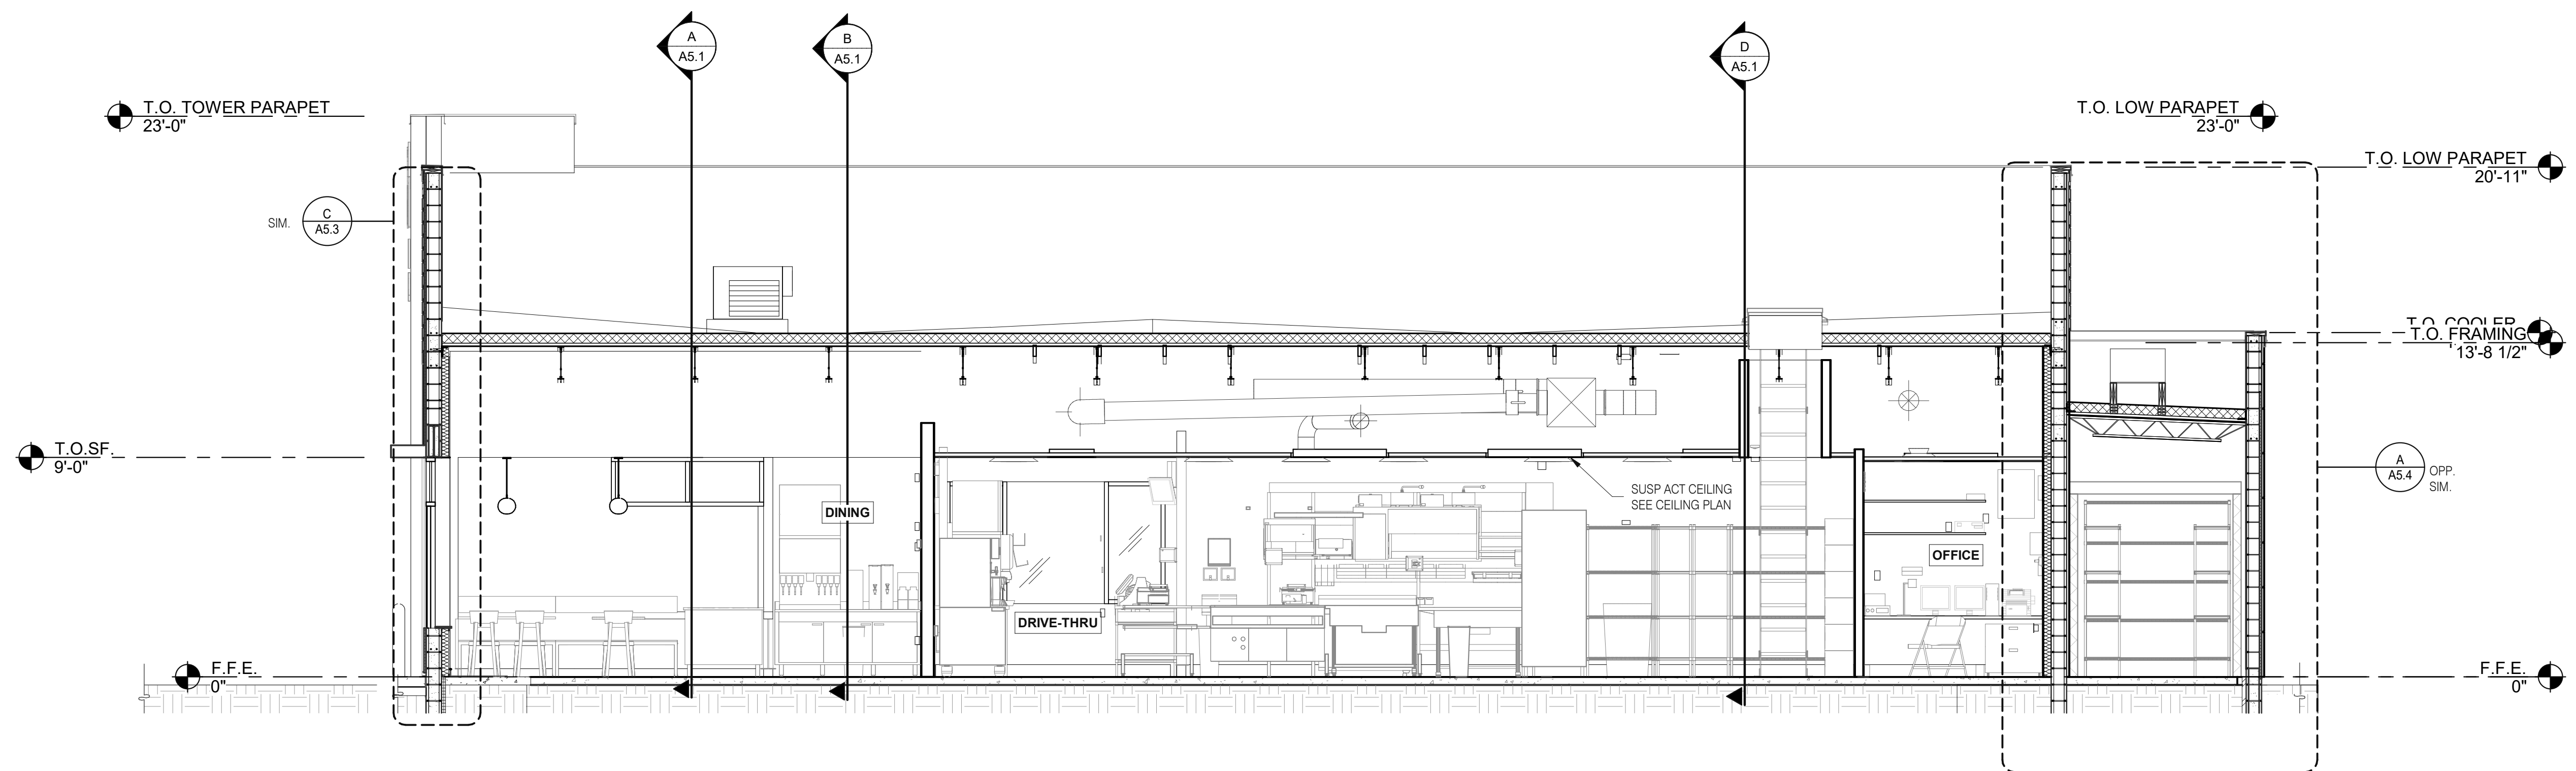 A
A5.1
B
A5.1
D
A5.1
T.O. TOWER PARAPET
23'-0"
T.O. LOW PARAPET
23'-0"
T.O. LOW PARAPET
20'-11"
SIM.
C
A5.3
T.O. COOLER
T.O. FRAMING
13'-8 1/2"
T.O.SF.
9'-0"
A
A5.4
OPP.
SIM.
SUSP ACT CEILING
SEE CEILING PLAN
DINING
OFFICE
DRIVE-THRU
F.F.E.
0"
F.F.E.
0"